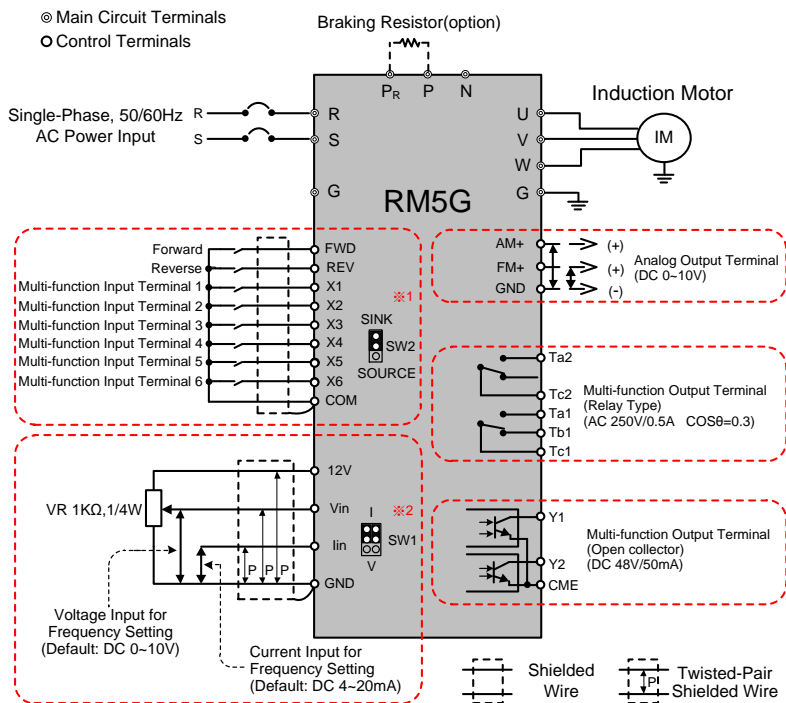 ◎ Main Circuit Terminals
○ Control Terminals
Braking Resistor(option)
PR P N
Single-Phase, 50/60Hz
AC Power Input
R
S
R
S
G
RM5G
U
V
W
G
Induction Motor
IM
Forward
Reverse
Multi-function Input Terminal 1
Multi-function Input Terminal 2
Multi-function Input Terminal 3
Multi-function Input Terminal 4
Multi-function Input Terminal 5
Multi-function Input Terminal 6
FWD
REV
X1
X2
X3
X4
X5
X6
COM
※1
SINK
SW2
SOURCE
AM+
FM+
GND
(+)
(+)
(-)
Analog Output Terminal
(DC 0~10V)
Ta2
Tc2
Ta1
Tb1
Tc1
Multi-function Output Terminal
(Relay Type)
(AC 250V/0.5A COSθ=0.3)
VR 1KΩ,1/4W
12V
Vin
Iin
GND
P P P
※2
I
SW1
V
Voltage Input for
Frequency Setting
(Default: DC 0~10V)
Current Input for
Frequency Setting
(Default: DC 4~20mA)
Y1
Y2
CME
Multi-function Output Terminal
(Open collector)
(DC 48V/50mA)
Shielded
Wire
P
Twisted-Pair
Shielded Wire